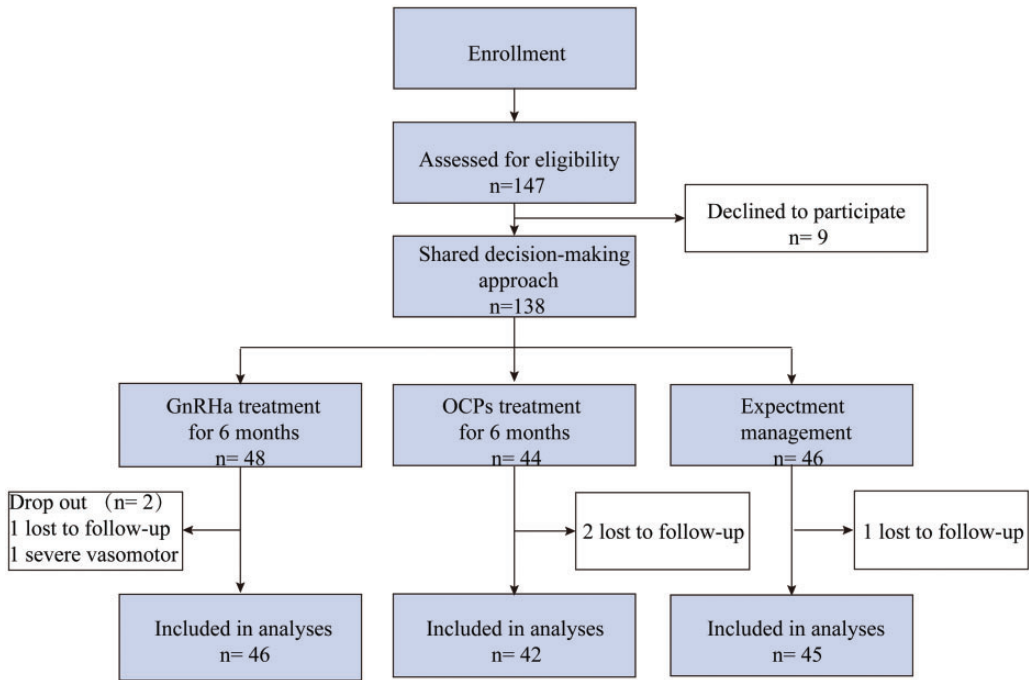 Enrollment
Assessed for eligibility
n=147
Declined to participate
n= 9
Shared decision-making
approach
n=138
GnRHa treatment
for 6 months
n= 48
OCPs treatment
for 6 months
n= 44
Expectment
management
n= 46
Drop out （n= 2）
1 lost to follow-up
1 severe vasomotor
2 lost to follow-up
1 lost to follow-up
Included in analyses
n= 46
Included in analyses
n= 42
Included in analyses
n= 45